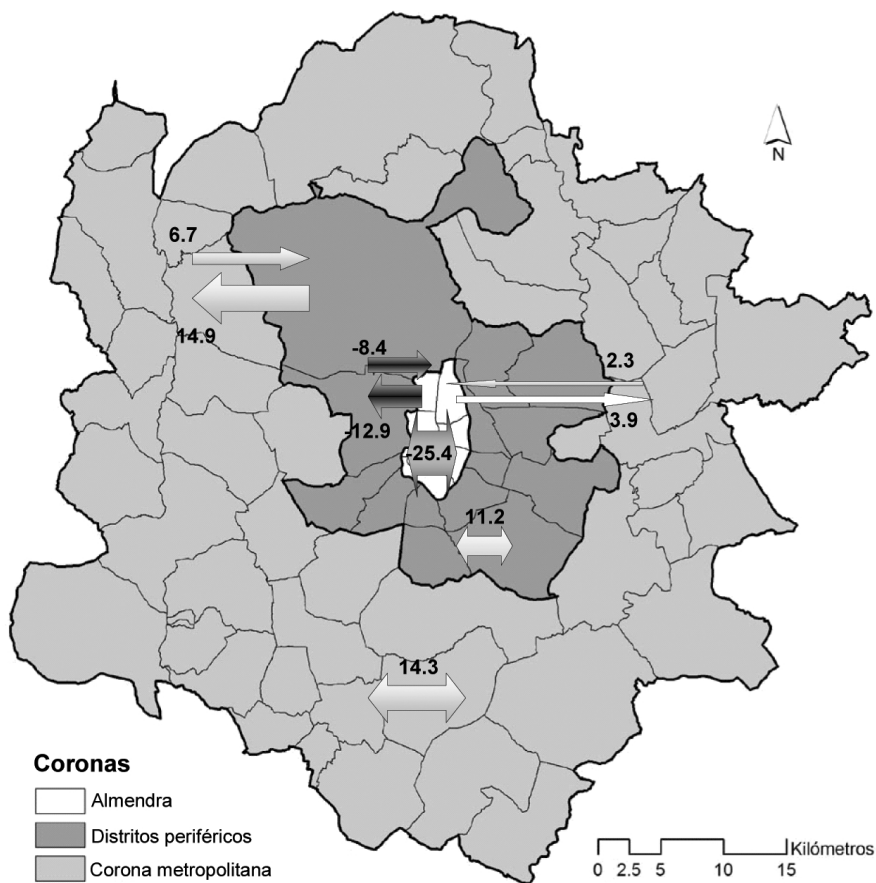 N
6.7
14.9
-8.4
2.3
-12.9
3.9
-25.4
11.2
14.3
Coronas
Almendra
Distritos periféricos
Corona metropolitana
Kilómetros
0 2.5 5 10 15